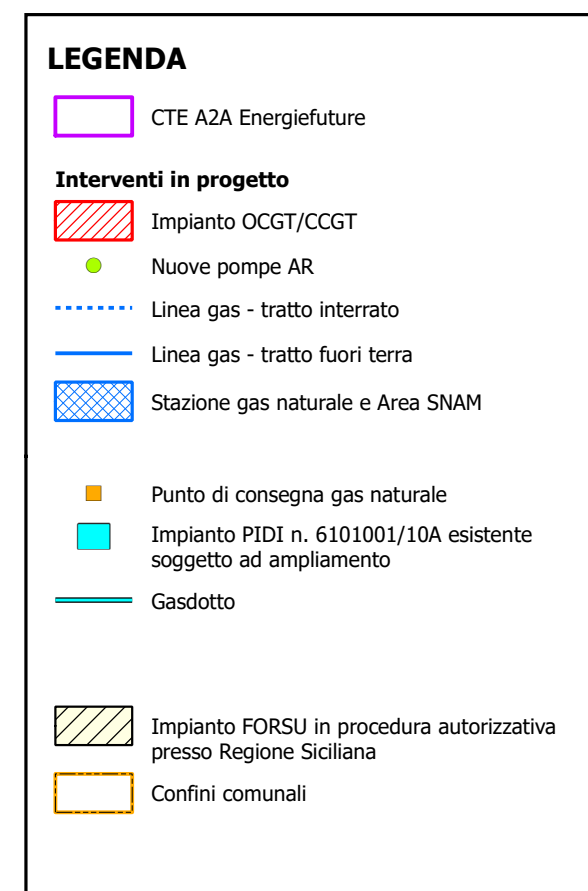 LEGENDA
CTE A2A Energiefuture
Interventi in progetto
Impianto OCGT/CCGT
Nuove pompe AR
Linea gas - tratto interrato
Linea gas - tratto fuori terra
Stazione gas naturale e Area SNAM
Punto di consegna gas naturale
Impianto PIDI n. 6101001/10A esistente
soggetto ad ampliamento
Gasdotto
Impianto FORSU in procedura autorizzativa
presso Regione Siciliana
Confini comunali